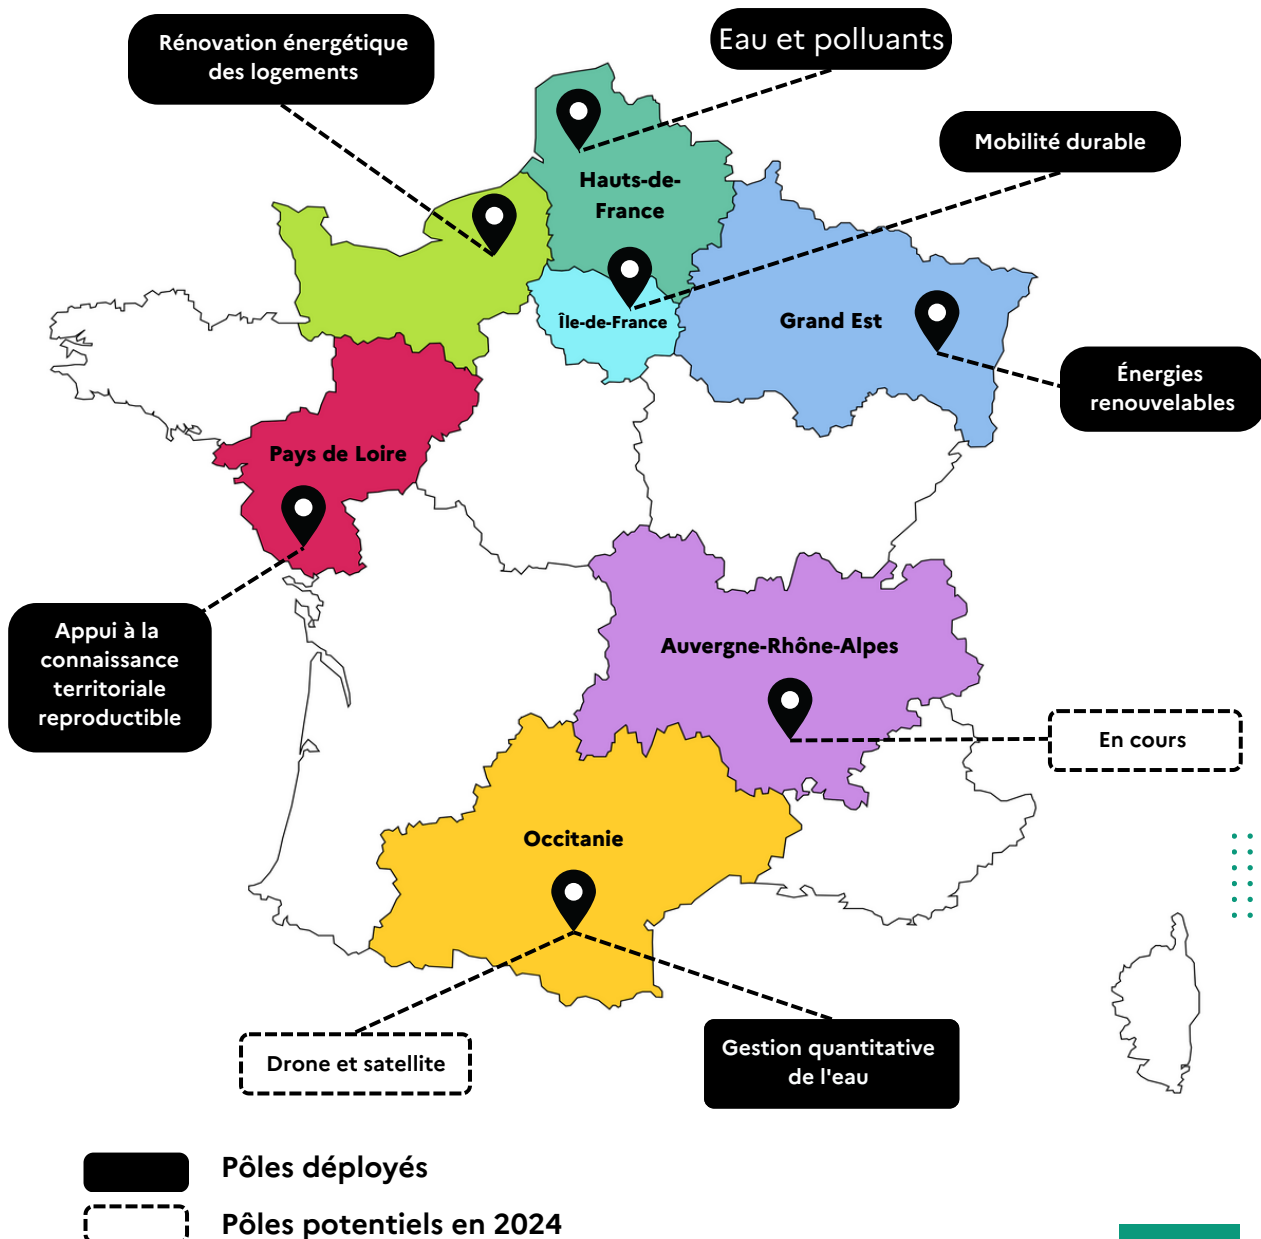 Rénovation énergétique
des logements
Eau et polluants
Mobilité durable
Hauts-de-
France
Île-de-France
Grand Est
Énergies
renouvelables
Pays de Loire
Appui à la
connaissance
territoriale
reproductible
Auvergne-Rhône-Alpes
En cours
Occitanie
Drone et satellite
Gestion quantitative
de l'eau
Pôles déployés
Pôles potentiels en 2024